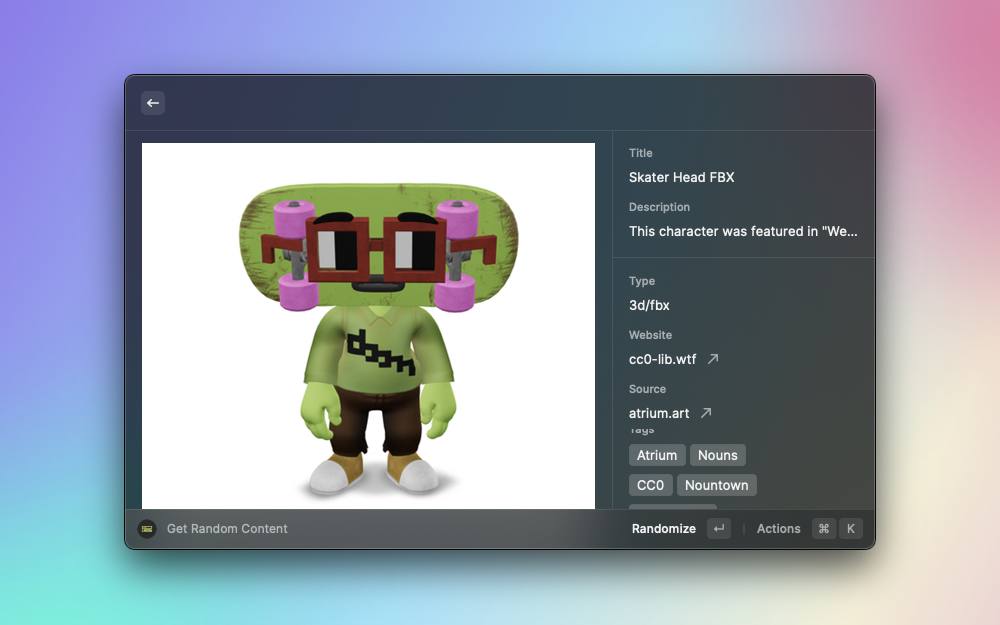 Title
Skater Head FBX
Description
This character was featured in "We...
Type
3d/fbx
Website
cc0-lib.wtf
Source
atrium.art
Tags
Atrium Nouns
CC0 Nountown
Get Random Content
Randomize
Actions ⌘ K